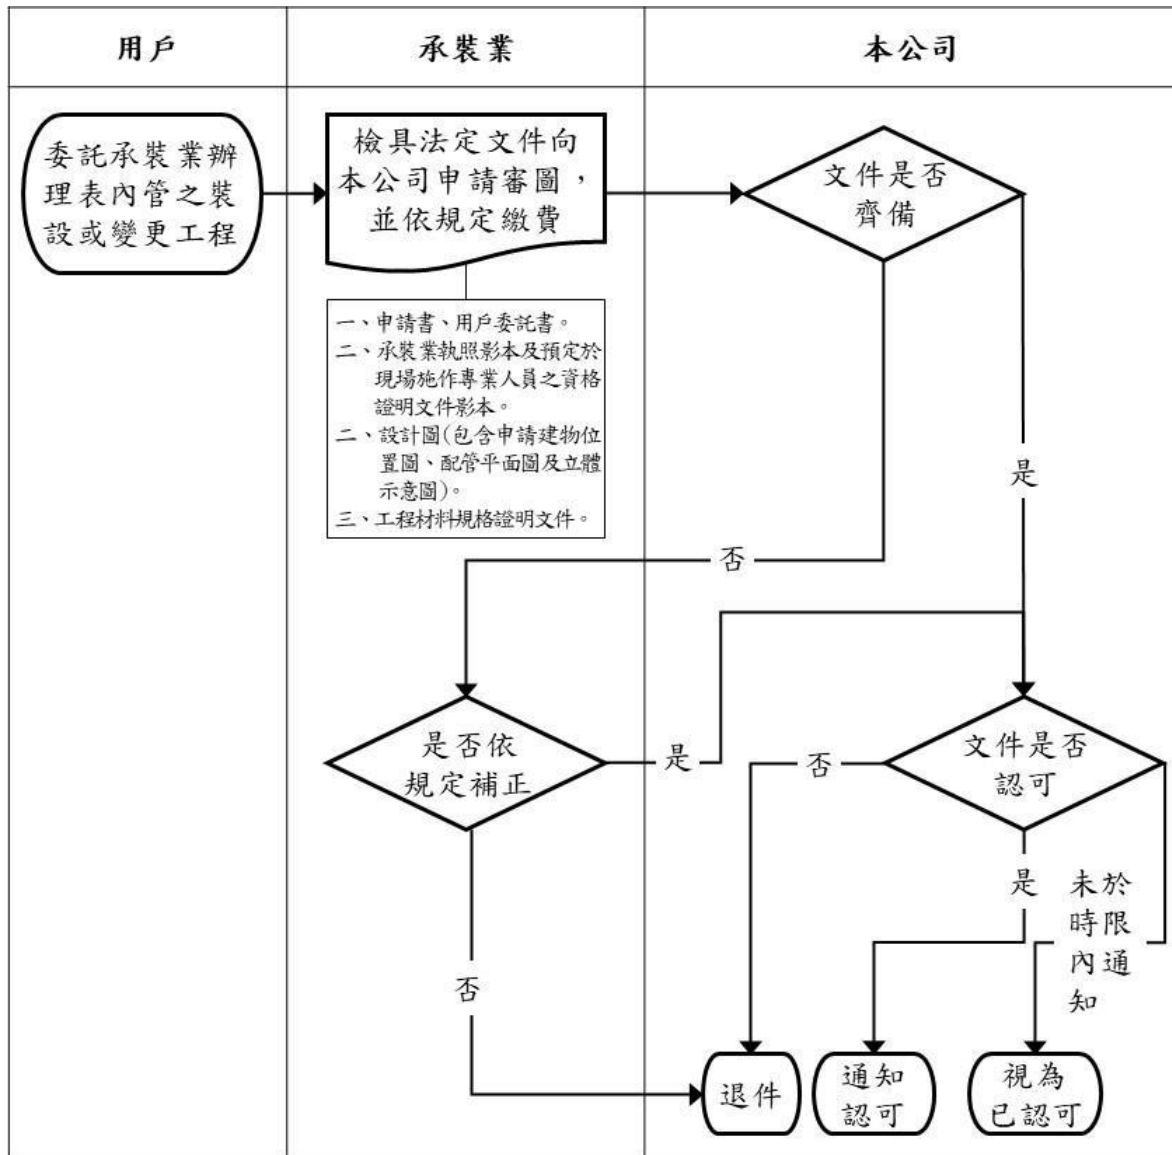 用戶
承裝業
本公司
委託承裝業辦
理表內管之裝
設或變更工程
檢具法定文件向
本公司申請審圖，
並依規定繳費
文件是否
齊備
一、申請書、用戶委託書。
二、承裝業執照影本及預定於
現場施作專業人員之資格
證明文件影本。
二、設計圖(包含申請建物位
置圖、配管平面圖及立體
示意圖)。
三、工程材料規格證明文件。
是
否
是否依
規定補正
是
文件是否
認可
否
是
未於
時限
內通
知
否
退件
通知
認可
視為
已認可